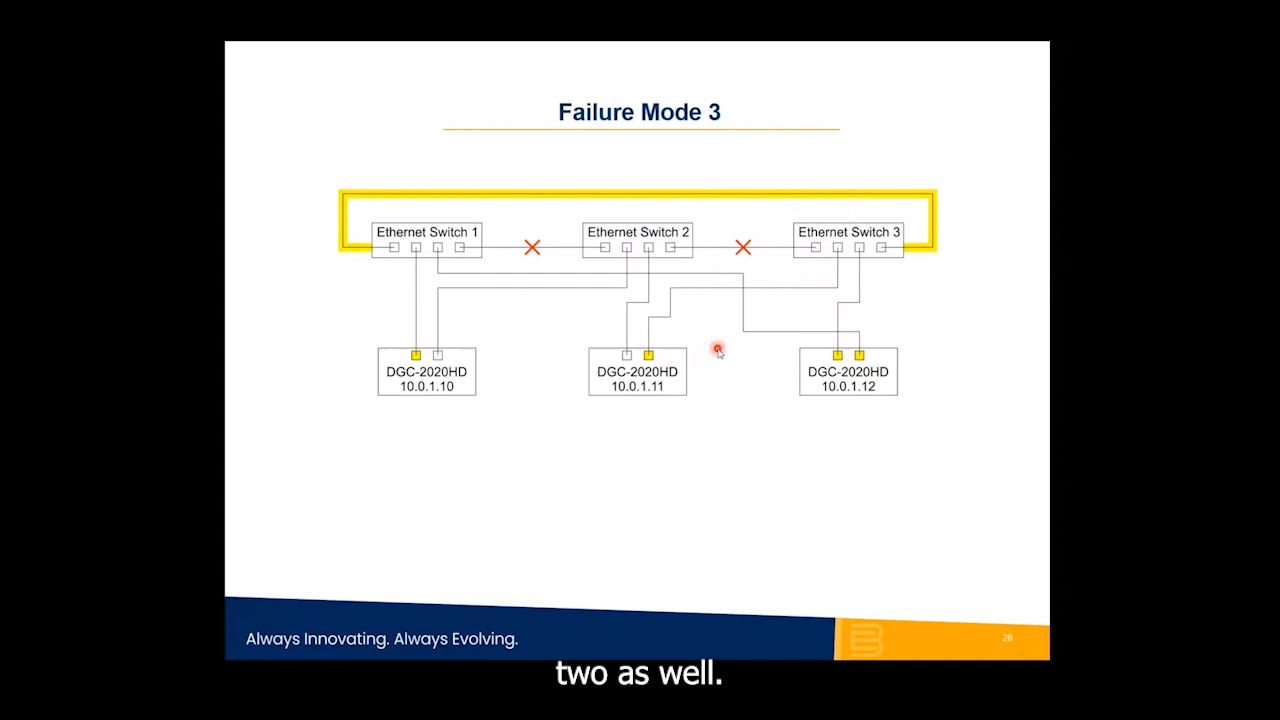 Failure Mode 3
Ethernet Switch 1
Ethernet Switch 2
Ethernet Switch 3
DGC-2020HD
10.0.1.10
DGC-2020HD
10.0.1.11
DGC-2020HD
10.0.1.12
Always Innovating. Always Evolving.
28
two as well.